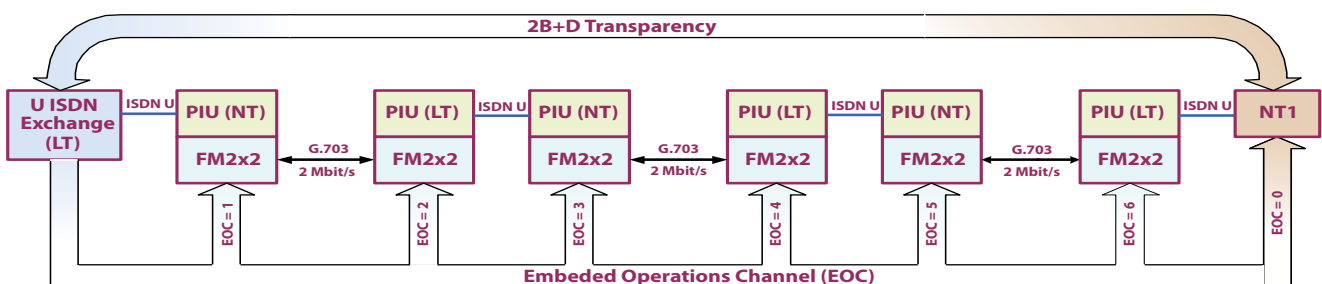 2B+D Transparency
U ISDN
Exchange
(LT)
ISDN U
PIU (NT)
FM2x2
G.703
2 Mbit/s
PIU (LT)
FM2x2
ISDN U
PIU (NT)
FM2x2
G.703
2 Mbit/s
PIU (LT)
FM2x2
ISDN U
PIU (NT)
FM2x2
G.703
2 Mbit/s
PIU (LT)
FM2x2
ISDN U
NT1
EOC = 1
EOC = 2
EOC = 3
EOC = 4
EOC = 5
EOC = 6
EOC = 0
Embeded Operations Channel (EOC)